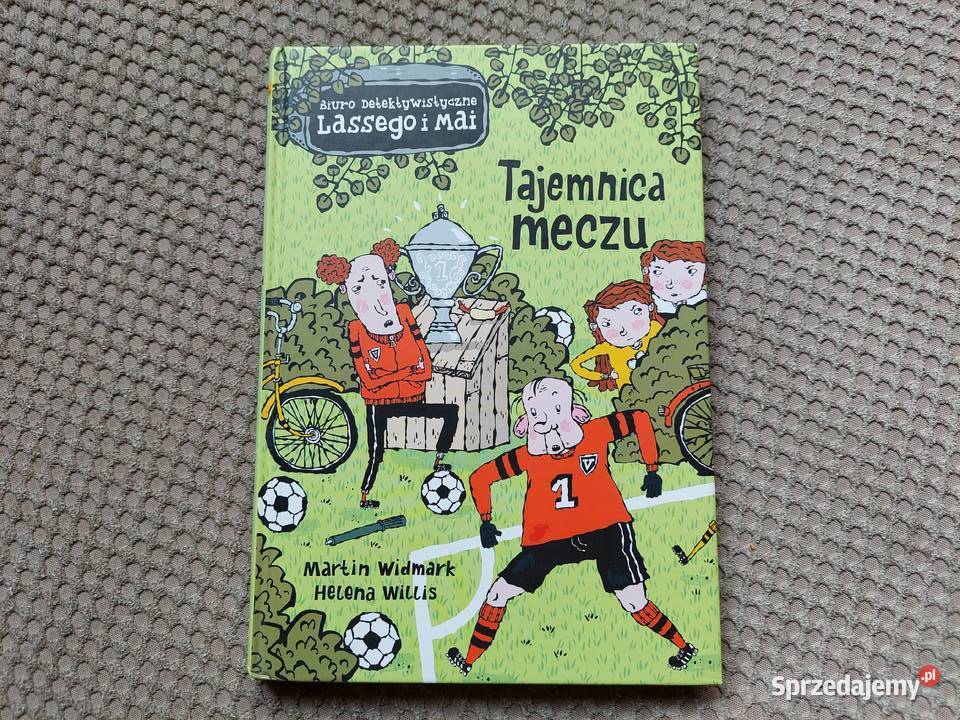 Biuro Detektywistyczne
Lassego i Mai
Tajemnica
meczu
1
1
V
Martin Widmark
Helena Willis
Sprzedajemy.pl